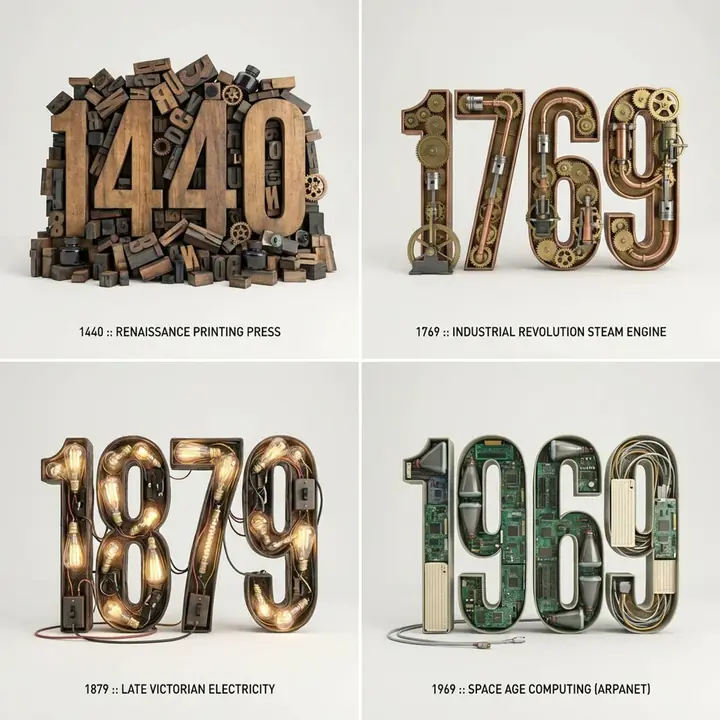 1440
1440 :: RENAISSANCE PRINTING PRESS
1769
1769 :: INDUSTRIAL REVOLUTION STEAM ENGINE
1879
1879 :: LATE VICTORIAN ELECTRICITY
1969
1969 :: SPACE AGE COMPUTING (ARPANET)